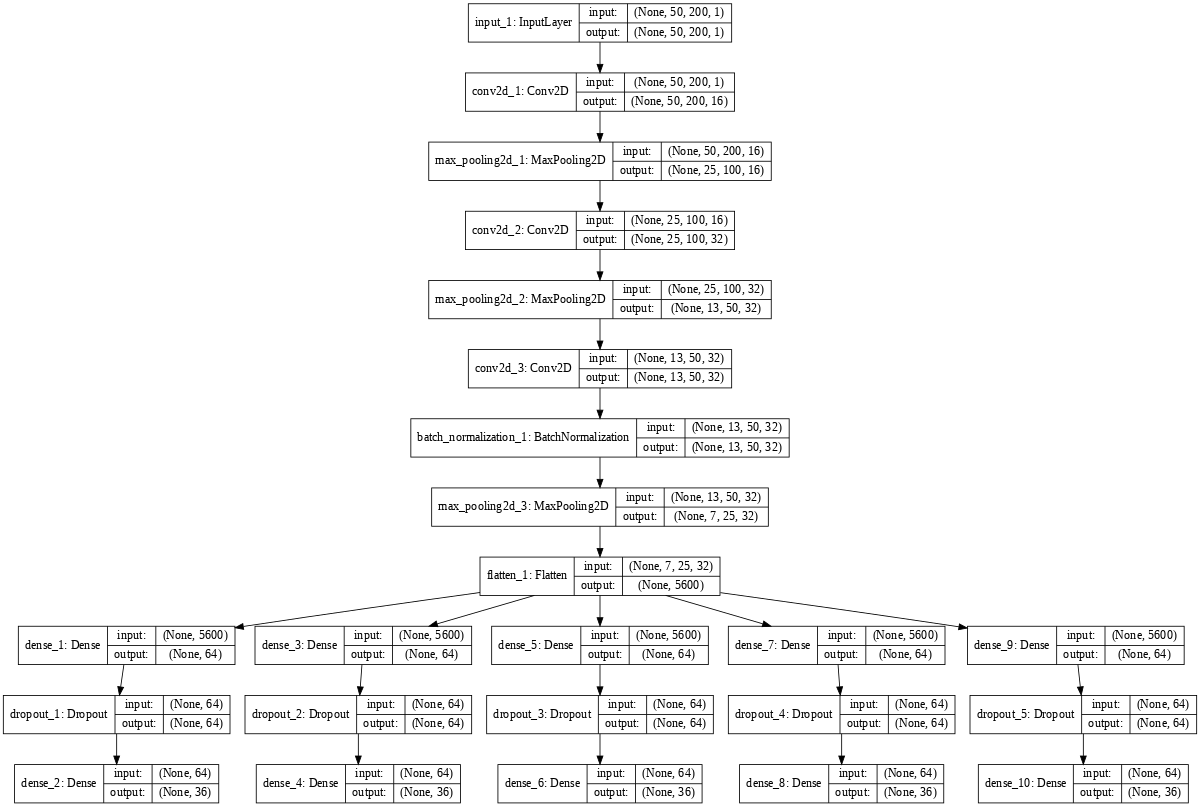 input_1: InputLayer
input: (None, 50, 200, 1)
output: (None, 50, 200, 1)
conv2d_1: Conv2D
input: (None, 50, 200, 1)
output: (None, 50, 200, 16)
max_pooling2d_1: MaxPooling2D
input: (None, 50, 200, 16)
output: (None, 25, 100, 16)
conv2d_2: Conv2D
input: (None, 25, 100, 16)
output: (None, 25, 100, 32)
max_pooling2d_2: MaxPooling2D
input: (None, 25, 100, 32)
output: (None, 13, 50, 32)
conv2d_3: Conv2D
input: (None, 13, 50, 32)
output: (None, 13, 50, 32)
batch_normalization_1: BatchNormalization
input: (None, 13, 50, 32)
output: (None, 13, 50, 32)
max_pooling2d_3: MaxPooling2D
input: (None, 13, 50, 32)
output: (None, 7, 25, 32)
flatten_1: Flatten
input: (None, 7, 25, 32)
output: (None, 5600)
dense_1: Dense
input: (None, 5600)
output: (None, 64)
dense_3: Dense
input: (None, 5600)
output: (None, 64)
dense_5: Dense
input: (None, 5600)
output: (None, 64)
dense_7: Dense
input: (None, 5600)
output: (None, 64)
dense_9: Dense
input: (None, 5600)
output: (None, 64)
dropout_1: Dropout
input: (None, 64)
output: (None, 64)
dropout_2: Dropout
input: (None, 64)
output: (None, 64)
dropout_3: Dropout
input: (None, 64)
output: (None, 64)
dropout_4: Dropout
input: (None, 64)
output: (None, 64)
dropout_5: Dropout
input: (None, 64)
output: (None, 64)
dense_2: Dense
input: (None, 64)
output: (None, 36)
dense_4: Dense
input: (None, 64)
output: (None, 36)
dense_6: Dense
input: (None, 64)
output: (None, 36)
dense_8: Dense
input: (None, 64)
output: (None, 36)
dense_10: Dense
input: (None, 64)
output: (None, 36)